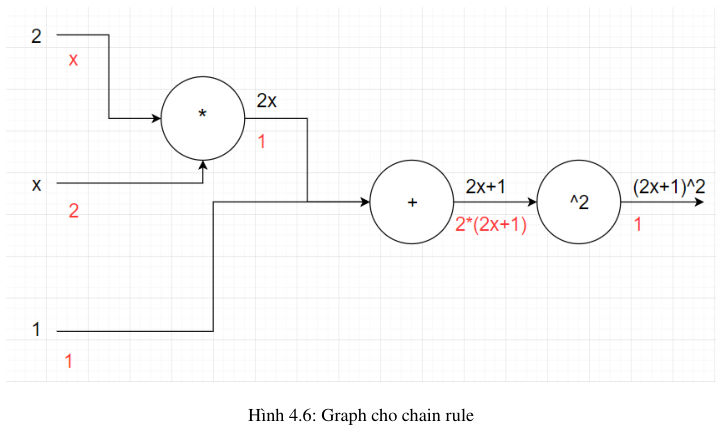 2
x
*
2x
1
x
2
+
2x+1
2*(2x+1)
^2
(2x+1)^2
1
1
1
Hình 4.6: Graph cho chain rule